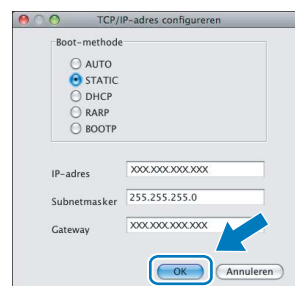 TCP/IP-adres configureren
Boot-methode
AUTO
STATIC
DHCP
RARP
BOOTP
IP-adres XXX.XXX.XXX.XXX
Subnetmasker 255.255.255.0
Gateway XXX.XXX.XXX.XXX
OK Annuleren